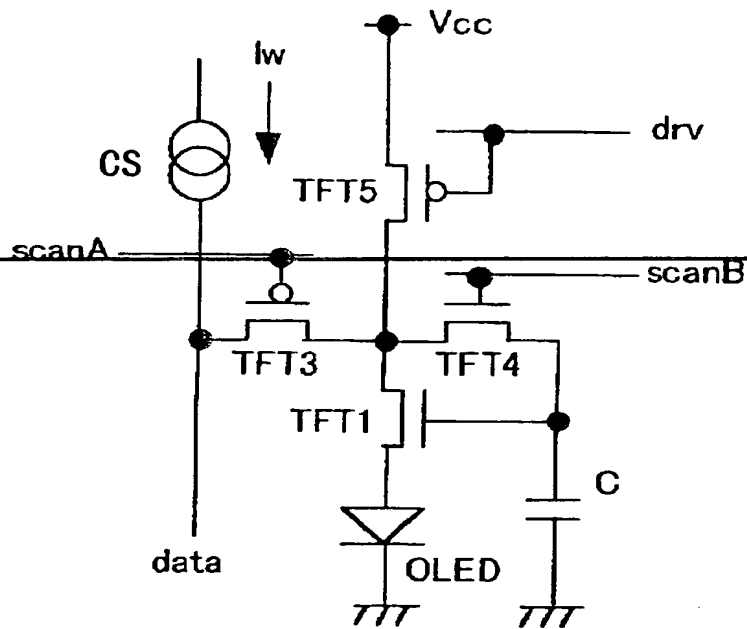 Vcc
Iw
drv
CS
TFT5
scanA
scanB
TFT3
TFT4
TFT1
C
data
OLED